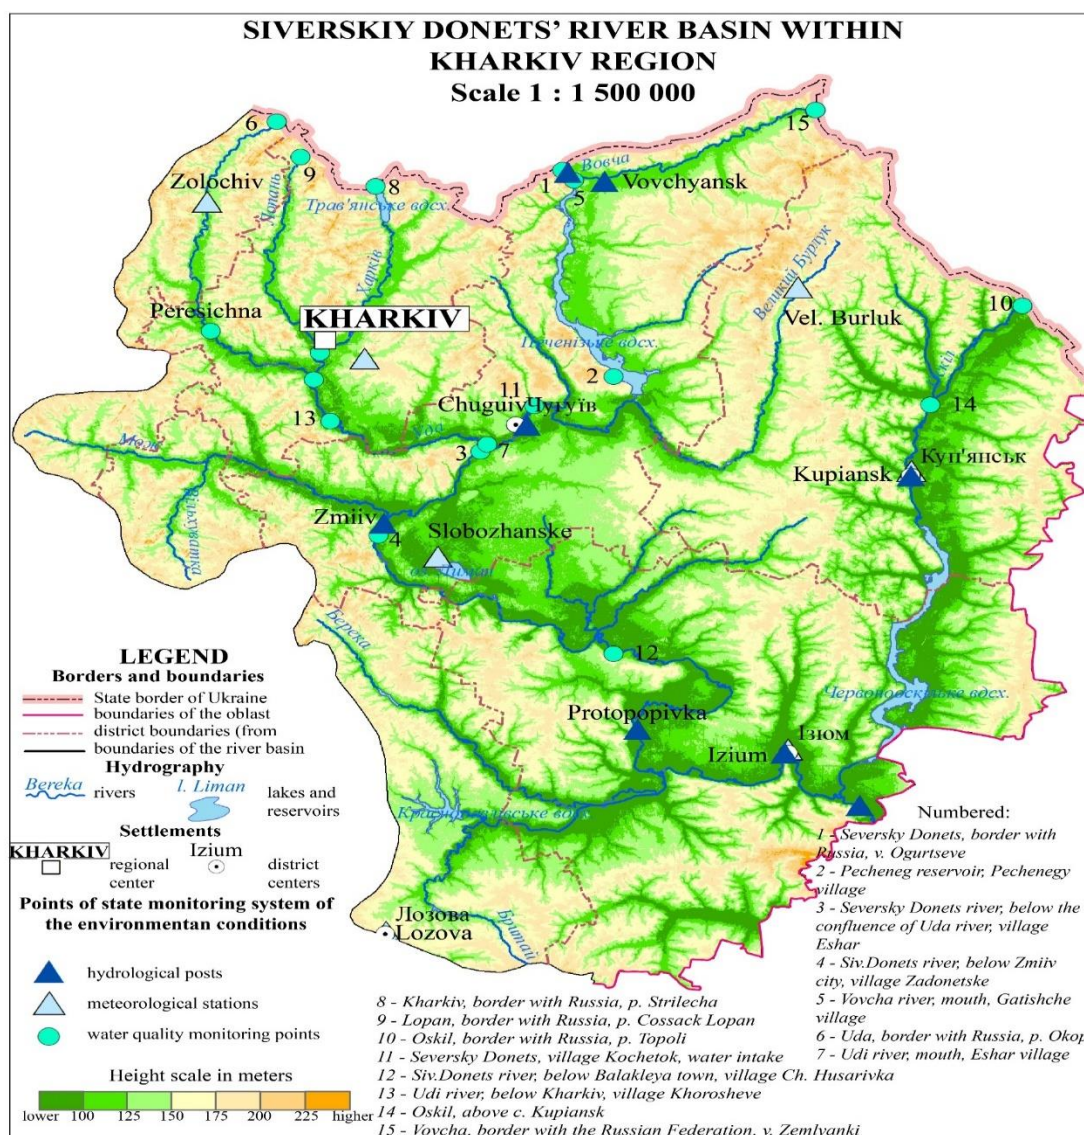 SIVERSKIY DONETS' RIVER BASIN WITHIN
KHARKIV REGION
Scale 1 : 1 500 000
6
15
9
1
Вовча
Zolochiv
8
5
Vovchyansk
Лопань
Трав'янське вдсх.
Харків
Великий Бурлук
10
Peresichna
KHARKIV
Печенізьке вдсх.
Vel. Burluk
2
11
14
13
Chuguiv Чугуїв
Уда
3
7
Мож
Куп'янськ
Kupiansk
Zmiiv
4
Slobozhanske
Берека
12
Червонооскільське вдсх.
Protopopivka
Ізюм
Izium
Краснопавлівське вдсх.
Лозова
Lozova
Бритай
LEGEND
Borders and boundaries
State border of Ukraine
boundaries of the oblast
district boundaries (from
boundaries of the river basin
Hydrography
Bereka rivers l. Liman lakes and
reservoirs
Settlements
KHARKIV regional
center
Izium district
centers
Points of state monitoring system of
the environmentan conditions
hydrological posts
meteorological stations
water quality monitoring points
Height scale in meters
lower 100 125 150 175 200 225 higher
Numbered:
1 - Seversky Donets, border with
Russia, v. Ogurtseve
2 - Pecheneg reservoir, Pechenegy
village
3 - Seversky Donets river, below the
confluence of Uda river, village
Eshar
4 - Siv.Donets river, below Zmiiv
city, village Zadonetske
5 - Vovcha river, mouth, Gatishche
village
6 - Uda, border with Russia, p. Okop
7 - Udi river, mouth, Eshar village
8 - Kharkiv, border with Russia, p. Strilecha
9 - Lopan, border with Russia, p. Cossack Lopan
10 - Oskil, border with Russia, p. Topoli
11 - Seversky Donets, village Kochetok, water intake
12 - Siv.Donets river, below Balakleya town, village Ch. Husarivka
13 - Udi river, below Kharkiv, village Khorosheve
14 - Oskil, above c. Kupiansk
15 - Vovcha, border with the Russian Federation, v. Zemlyanki